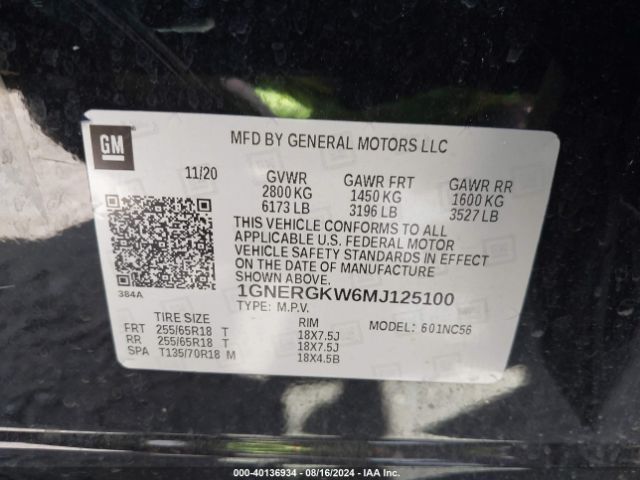 GM
MFD BY GENERAL MOTORS LLC
11/20
GVWR GAWR FRT GAWR RR
2800 KG 1450 KG 1600 KG
6173 LB 3196 LB 3527 LB
THIS VEHICLE CONFORMS TO ALL
APPLICABLE U.S. FEDERAL MOTOR
VEHICLE SAFETY STANDARDS IN EFFECT
ON THE DATE OF MANUFACTURE
SHOWN ABOVE.
1GNERGKW6MJ125100
384A
TYPE: M.P.V. MODEL: 601NC56
TIRE SIZE RIM
FRT 255/65R18 T 18X7.5J
RR 255/65R18 T 18X7.5J
SPA T135/70R18 M 18X4.5B
000-40136934 - 08/16/2024 - IAA Inc.